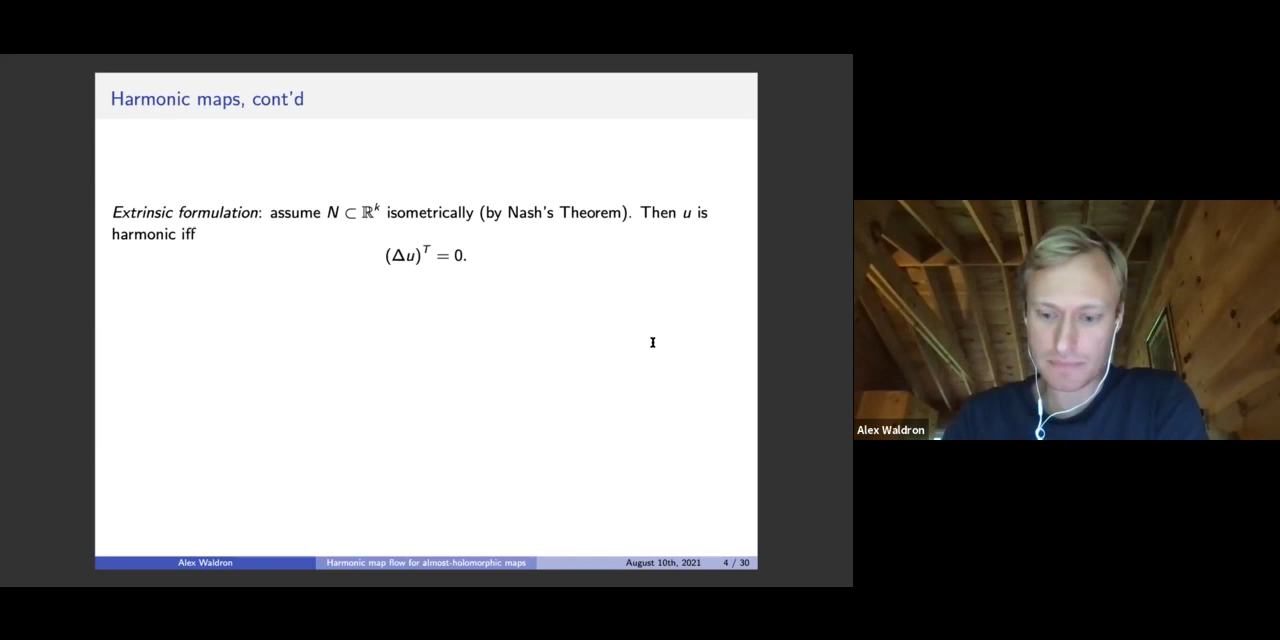 Harmonic maps, cont'd
Extrinsic formulation: assume N ⊂ ℝᵏ isometrically (by Nash's Theorem). Then u is
harmonic iff
(Δu)ᵀ = 0.
Alex Waldron
Alex Waldron Harmonic map flow for almost-holomorphic maps August 10th, 2021 4 / 30